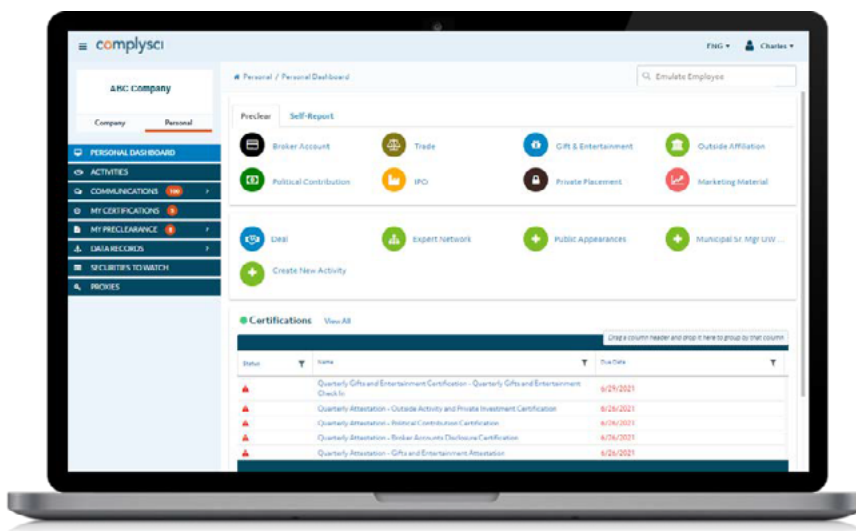 complysci
ENG
Charles
ABC Company
Company Personal
Personal / Personal Dashboard
Emulate Employee
PERSONAL DASHBOARD
ACTIVITIES
COMMUNICATIONS
MY CERTIFICATIONS
MY PRECLEARANCE
DATA RECORDS
SECURITIES TO WATCH
PROXIES
Preclear Self-Report
Broker Account Trade Gift & Entertainment Outside Affiliation
Political Contribution IPO Private Placement Marketing Material
Deal Expert Network Public Appearances Municipal Sr. Mgr UW ...
Create New Activity
Certifications View All
Drag a column header and drop it here to group by that column
Status Name Due Date
Quarterly Gifts and Entertainment Certification - Quarterly Gifts and Entertainment
Check In
6/29/2021
Quarterly Attestation - Outside Activity and Private Investment Certification 6/26/2021
Quarterly Attestation - Political Contribution Certification 6/26/2021
Quarterly Attestation - Broker Accounts Disclosure Certification 6/26/2021
Quarterly Attestation - Gifts and Entertainment Attestation 6/26/2021